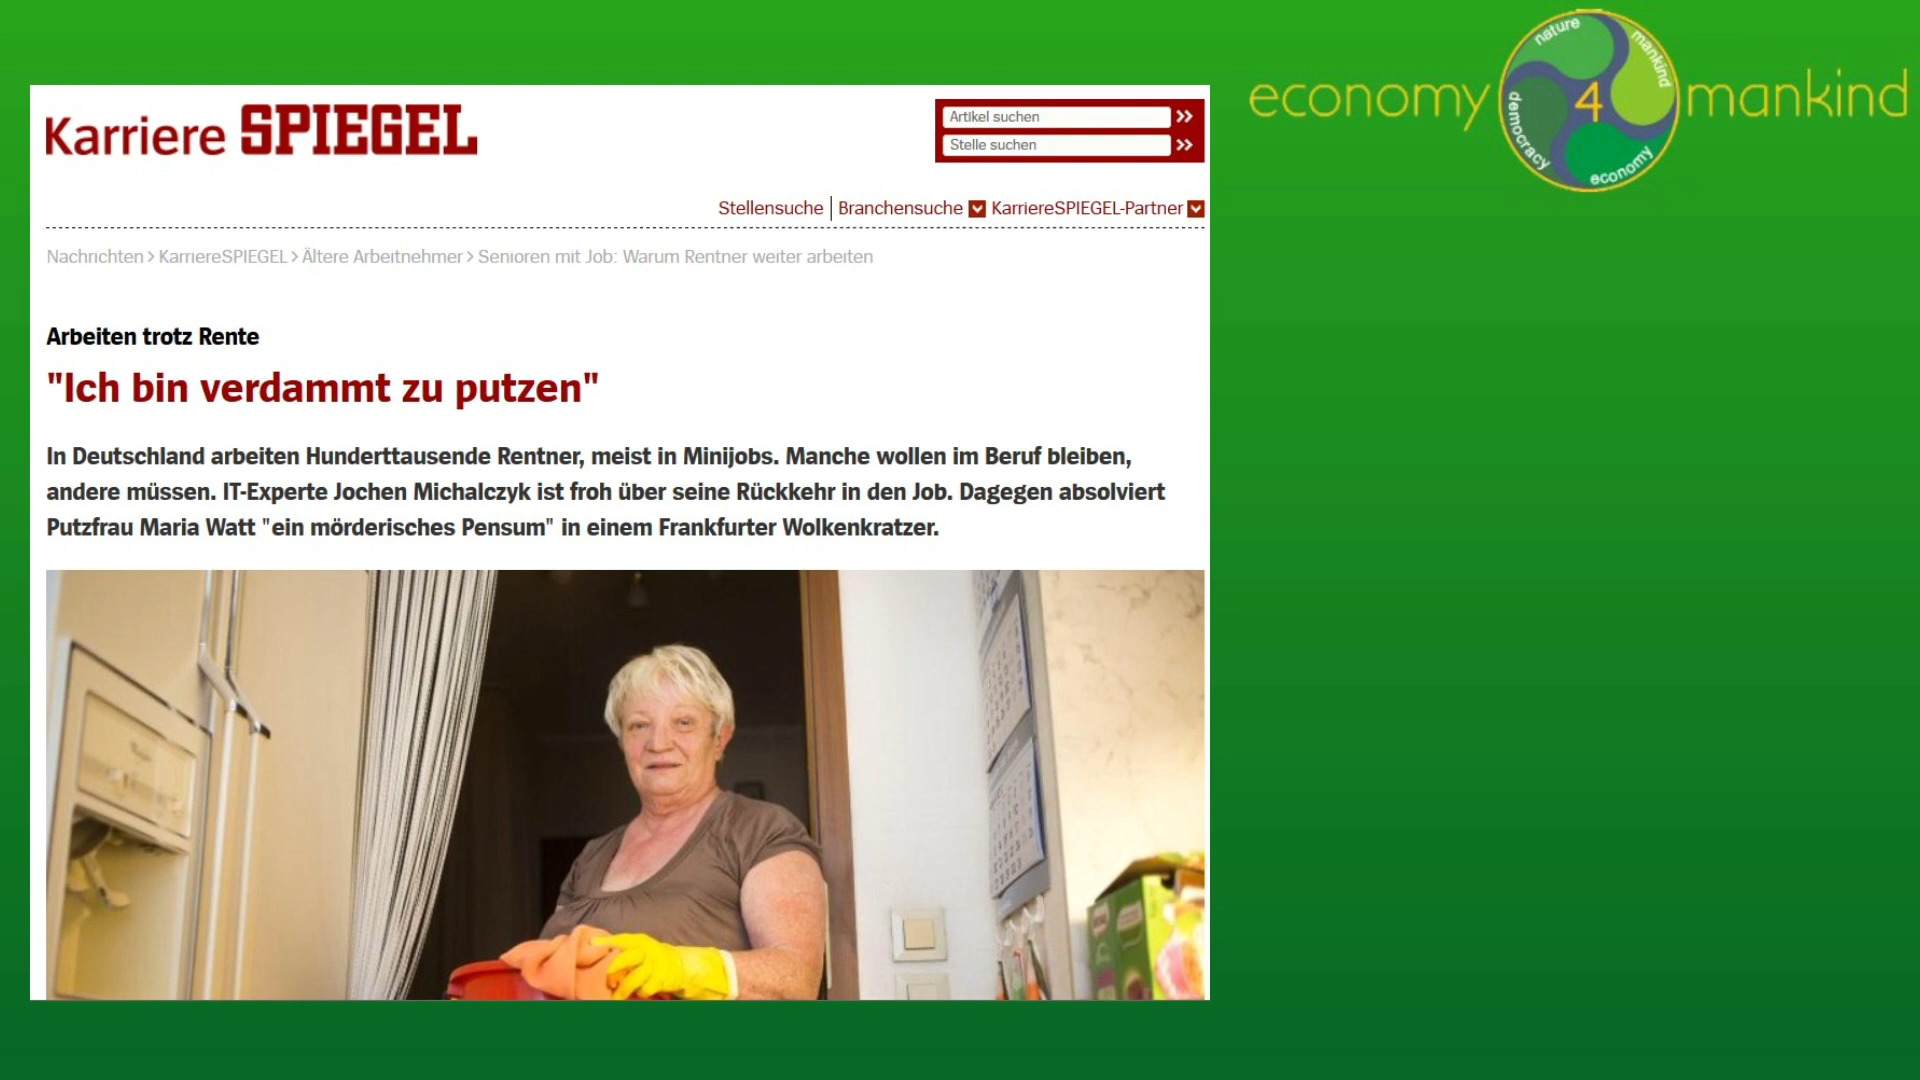 nature
mankind
economy 4 mankind
democracy
economy
Karriere SPIEGEL
Artikel suchen
Stelle suchen
Stellensuche Branchensuche KarriereSPIEGEL-Partner
Nachrichten > KarriereSPIEGEL > Ältere Arbeitnehmer > Senioren mit Job: Warum Rentner weiter arbeiten
Arbeiten trotz Rente
"Ich bin verdammt zu putzen"
In Deutschland arbeiten Hunderttausende Rentner, meist in Minijobs. Manche wollen im Beruf bleiben,
andere müssen. IT-Experte Jochen Michalczyk ist froh über seine Rückkehr in den Job. Dagegen absolviert
Putzfrau Maria Watt "ein mörderisches Pensum" in einem Frankfurter Wolkenkratzer.